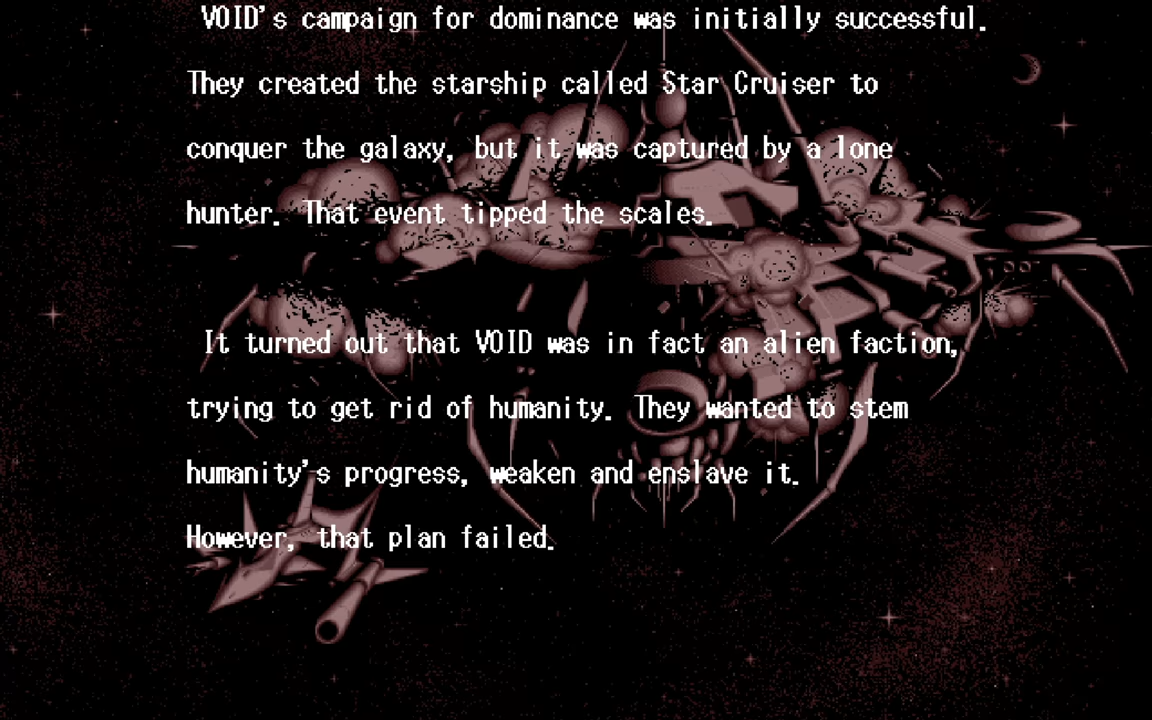 VOID's campaign for dominance was initially successful.
They created the starship called Star Cruiser to
conquer the galaxy, but it was captured by a lone
hunter. That event tipped the scales.
It turned out that VOID was in fact an alien faction,
trying to get rid of humanity. They wanted to stem
humanity's progress, weaken and enslave it.
However, that plan failed.